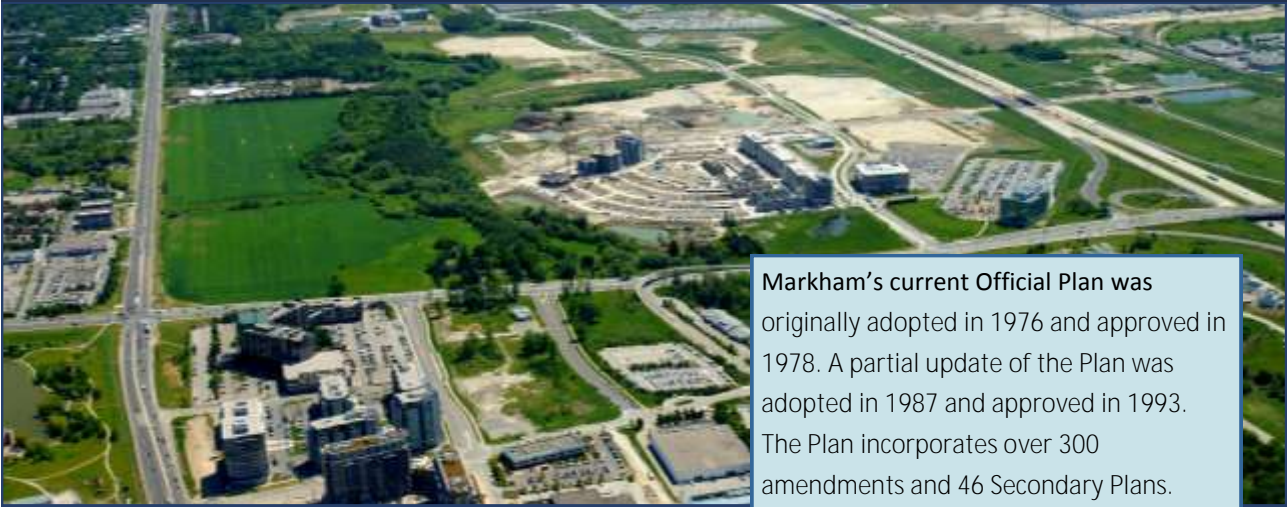 Markham’s current Official Plan was
originally adopted in 1976 and approved in
1978. A partial update of the Plan was
adopted in 1987 and approved in 1993.
The Plan incorporates over 300
amendments and 46 Secondary Plans.